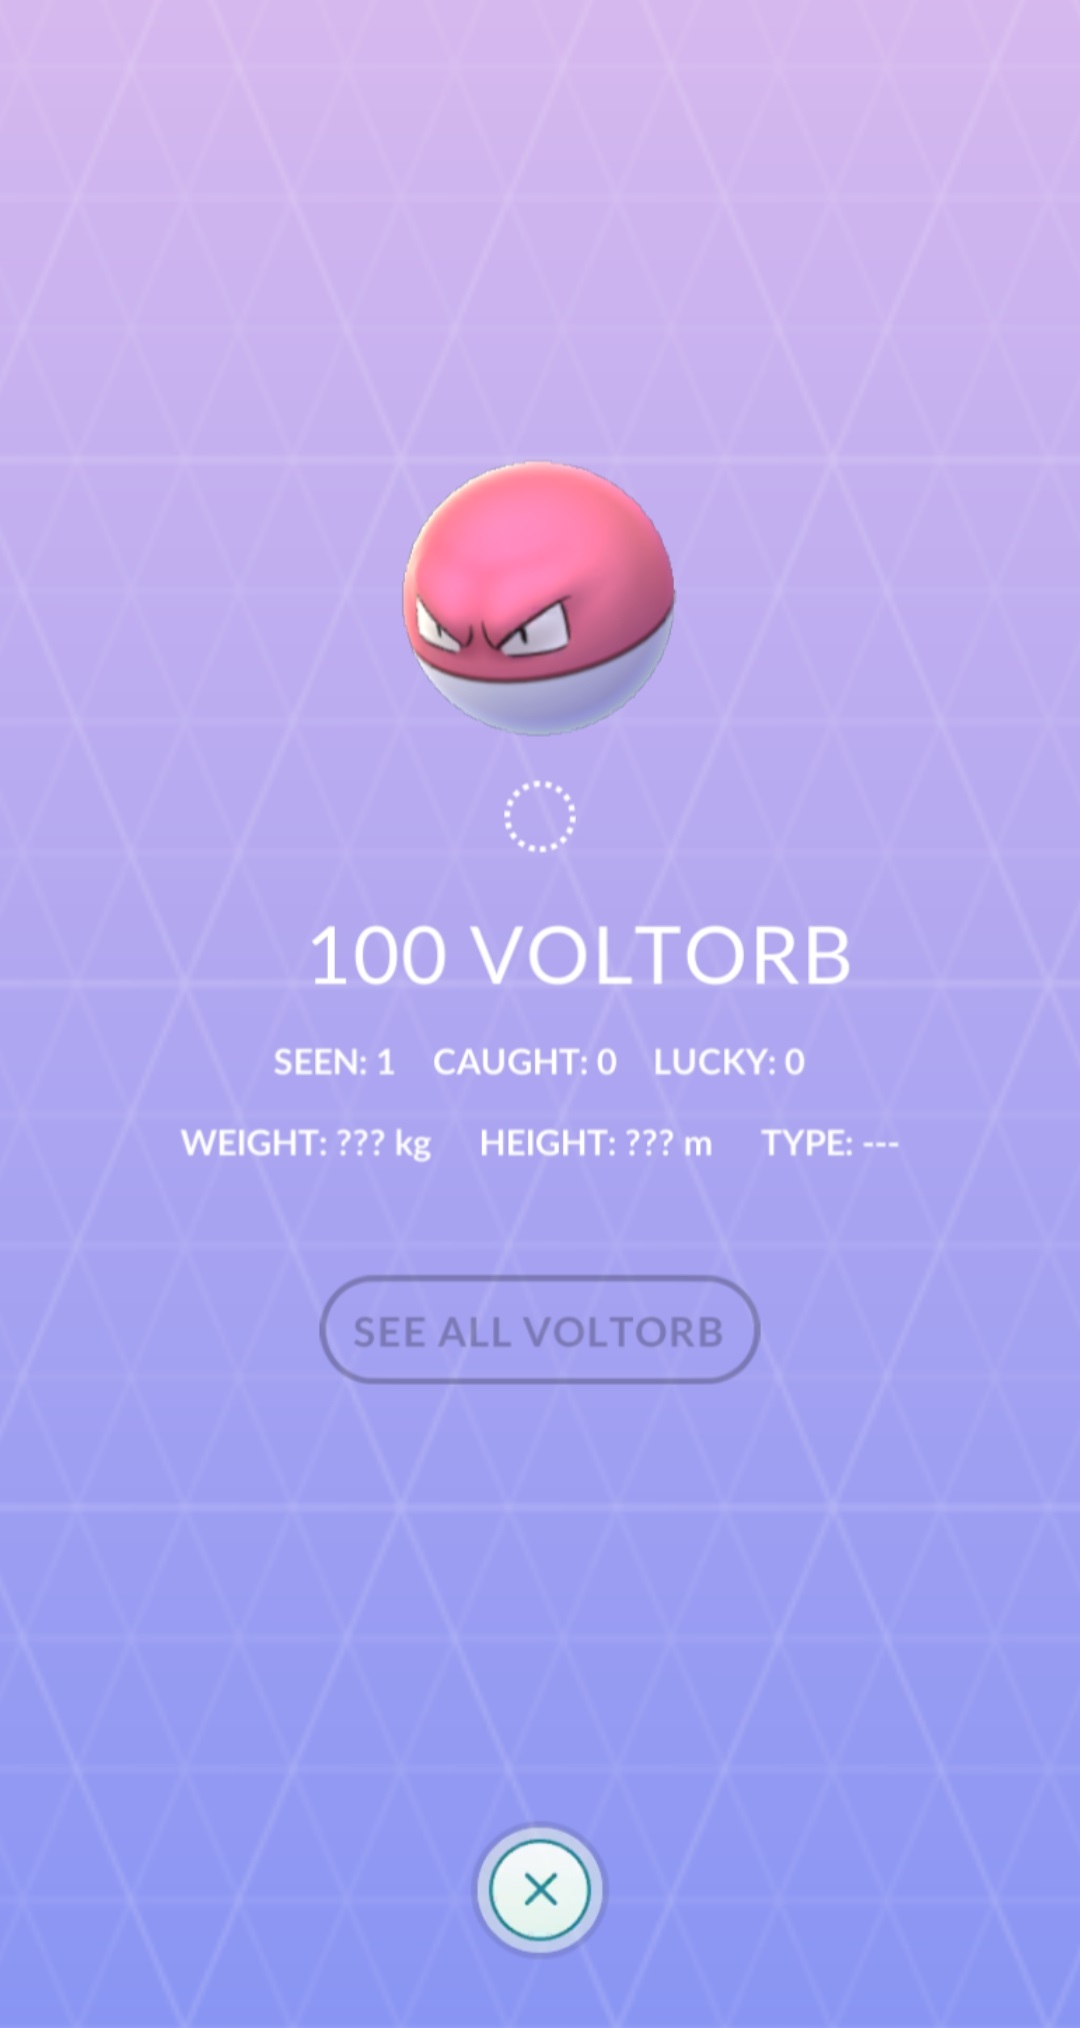 100 VOLTORB
SEEN: 1 CAUGHT: 0 LUCKY: 0
WEIGHT: ??? kg HEIGHT: ??? m TYPE: ---
SEE ALL VOLTORB